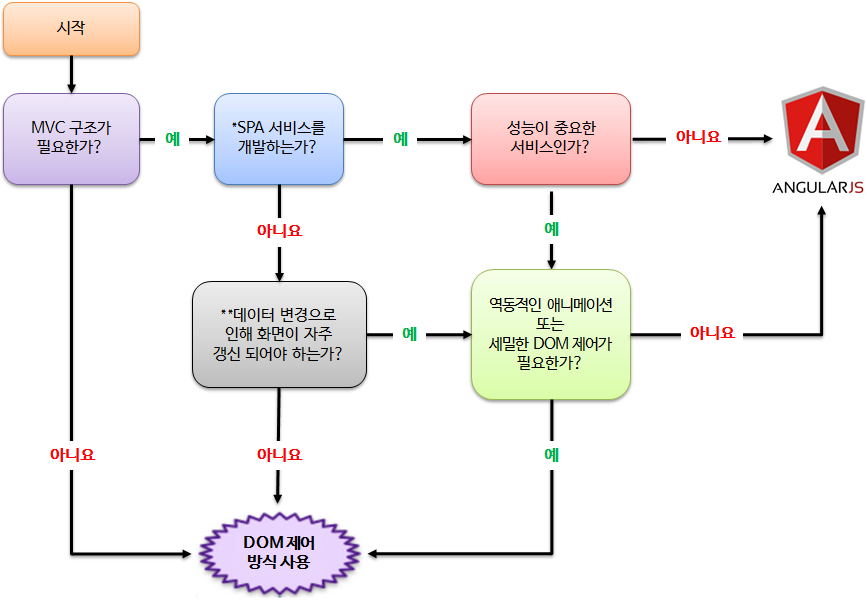 시작
MVC 구조가
필요한가?
예
*SPA 서비스를
개발하는가?
예
성능이 중요한
서비스인가?
아니요
ANGULARJS
아니요
예
**데이터 변경으로
인해 화면이 자주
갱신 되어야 하는가?
예
역동적인 애니메이션
또는
세밀한 DOM 제어가
필요한가?
아니요
아니요
아니요
예
DOM 제어
방식 사용